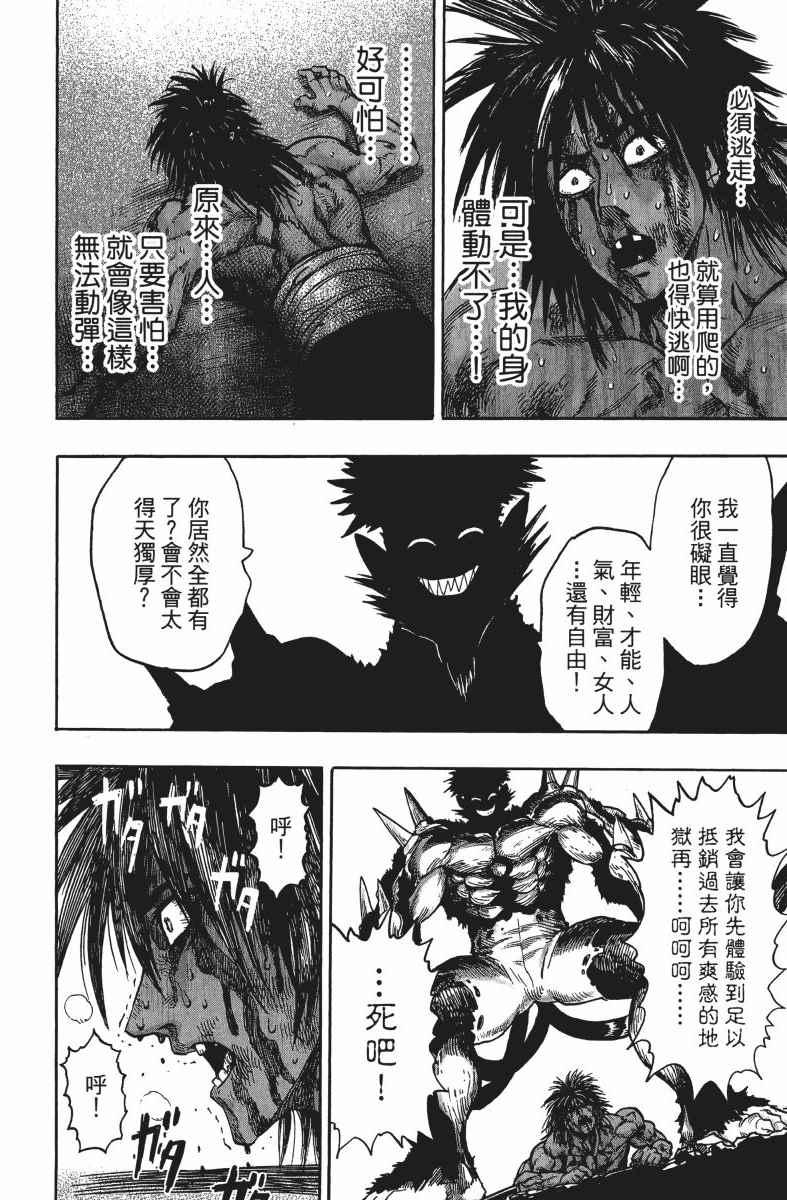 必須逃走…
就算用爬的，
也得快逃啊…
可是…我的身
體動不了…！
…………
好可怕…
原來…人…
只要害怕…
就會像這樣
無法動彈…
我一直覺得
你很礙眼…
年輕、才能、人
氣、財富、女人
…還有自由！
你居然全都有
了？會不會太
得天獨厚？
我會讓你先體驗到足以
抵銷過去所有爽感的地
獄再……呵呵呵……
…死吧！
呼！
ガタ
ガタ
ガタ
呼！
ガタ
ガタ